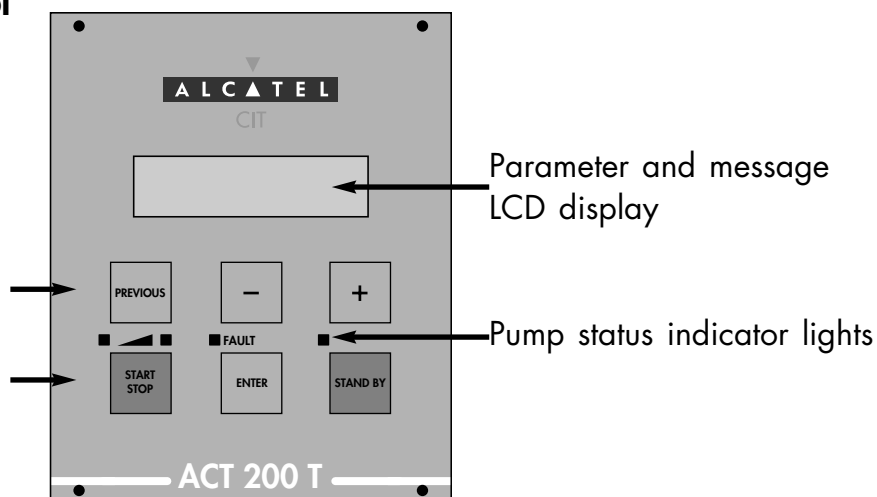 ALCATEL
CIT
Parameter and message
LCD display
PREVIOUS
–
+
FAULT
Pump status indicator lights
START
STOP
ENTER
STAND BY
ACT 200 T